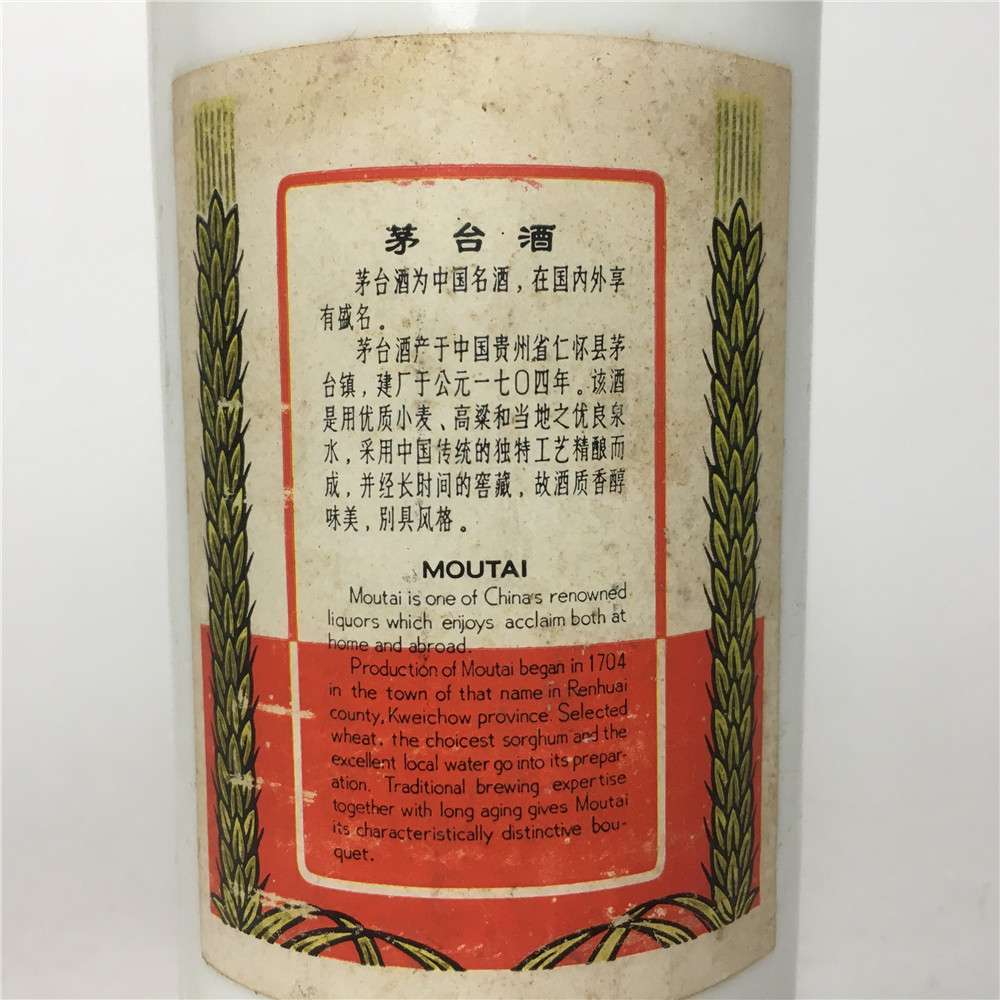 茅台酒
茅台酒为中国名酒，在国内外享
有盛名。
茅台酒产于中国贵州省仁怀县茅
台镇，建厂于公元一七〇四年。该酒
是用优质小麦、高粱和当地之优良泉
水，采用中国传统的独特工艺精酿而
成，并经长时间的窖藏，故酒质香醇
味美，别具风格。
MOUTAI
Moutai is one of China's renowned
liquors which enjoys acclaim both at
home and abroad.
Production of Moutai began in 1704
in the town of that name in Renhuai
county, Kweichow province. Selected
wheat, the choicest sorghum and the
excellent local water go into its prepar-
ation. Traditional brewing expertise
together with long aging gives Moutai
its characteristically distinctive bou-
quet.